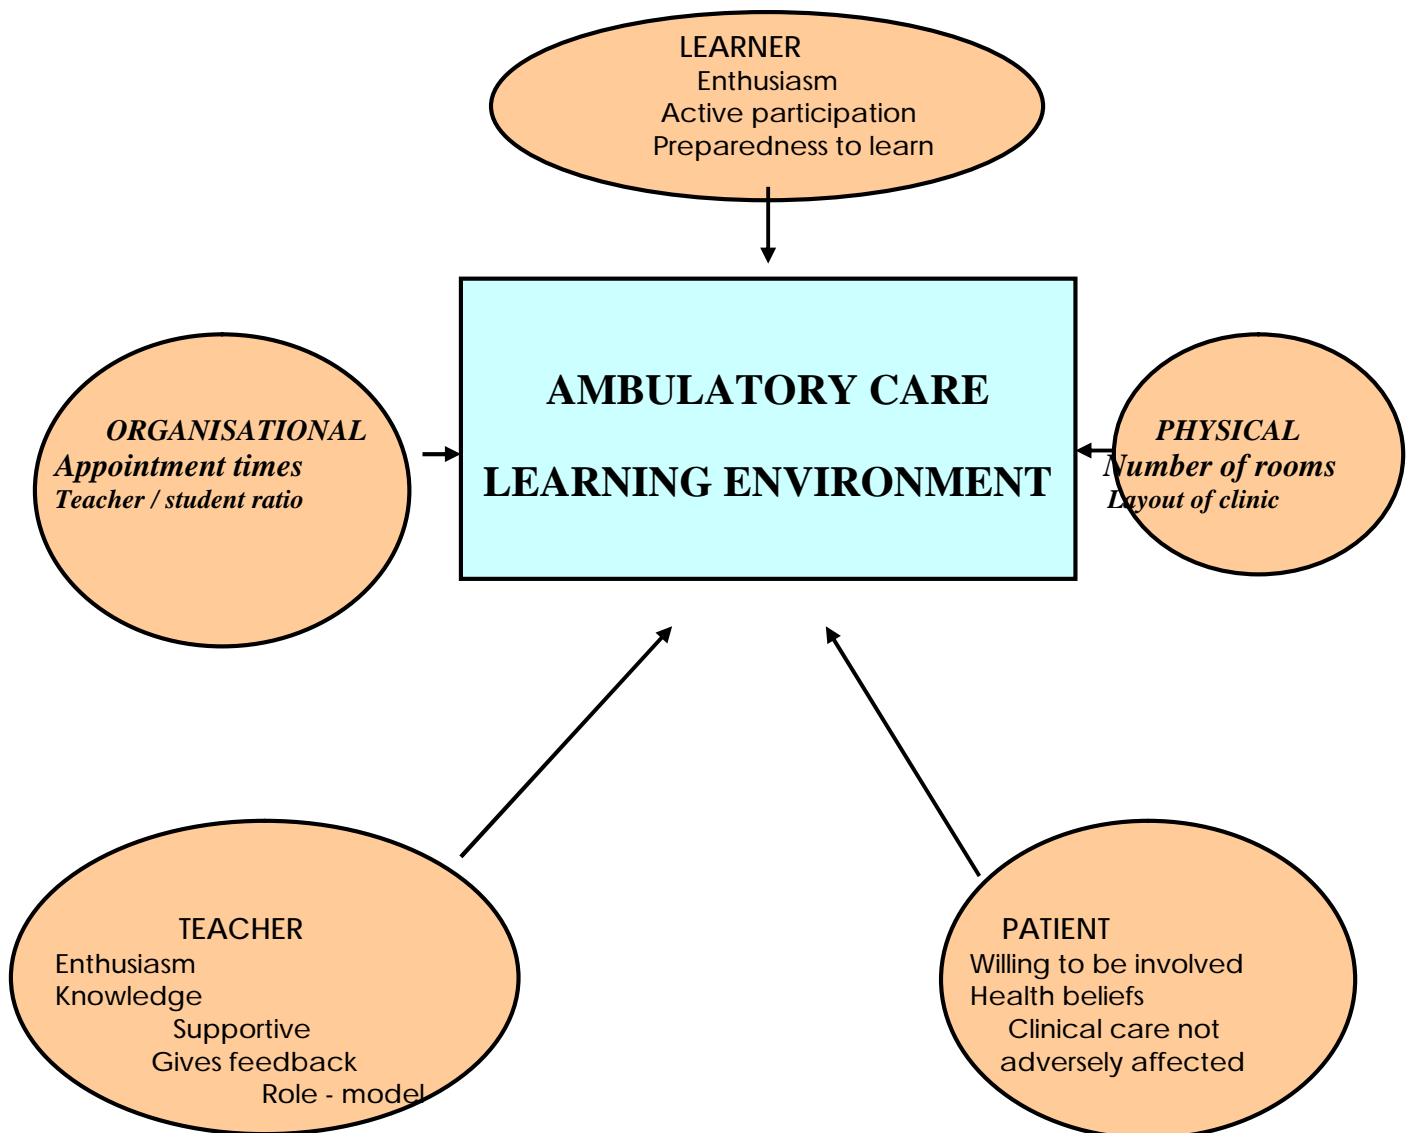 LEARNER
Enthusiasm
Active participation
Preparedness to learn
AMBULATORY CARE
LEARNING ENVIRONMENT
ORGANISATIONAL
Appointment times
Teacher / student ratio
PHYSICAL
Number of rooms
Layout of clinic
TEACHER
Enthusiasm
Knowledge
Supportive
Gives feedback
Role - model
PATIENT
Willing to be involved
Health beliefs
Clinical care not
adversely affected